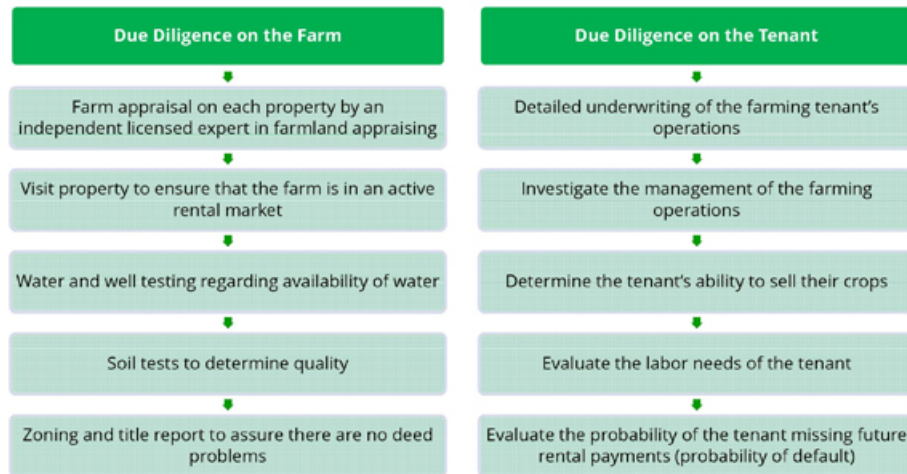 Due Diligence on the Farm
Farm appraisal on each property by an
independent licensed expert in farmland appraising
Visit property to ensure that the farm is in an active
rental market
Water and well testing regarding availability of water
Soil tests to determine quality
Zoning and title report to assure there are no deed
problems
Due Diligence on the Tenant
Detailed underwriting of the farming tenant's
operations
Investigate the management of the farming
operations
Determine the tenant's ability to sell their crops
Evaluate the labor needs of the tenant
Evaluate the probability of the tenant missing future
rental payments (probability of default)